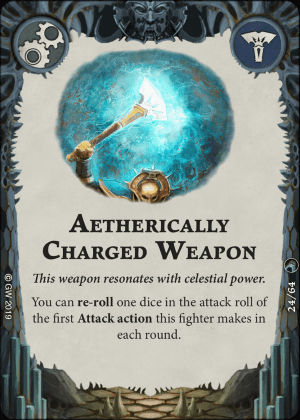 AETHERICALLY
CHARGED WEAPON
This weapon resonates with celestial power.
You can re-roll one dice in the attack roll of
the first Attack action this fighter makes in
each round.
© GW 2019
24/64